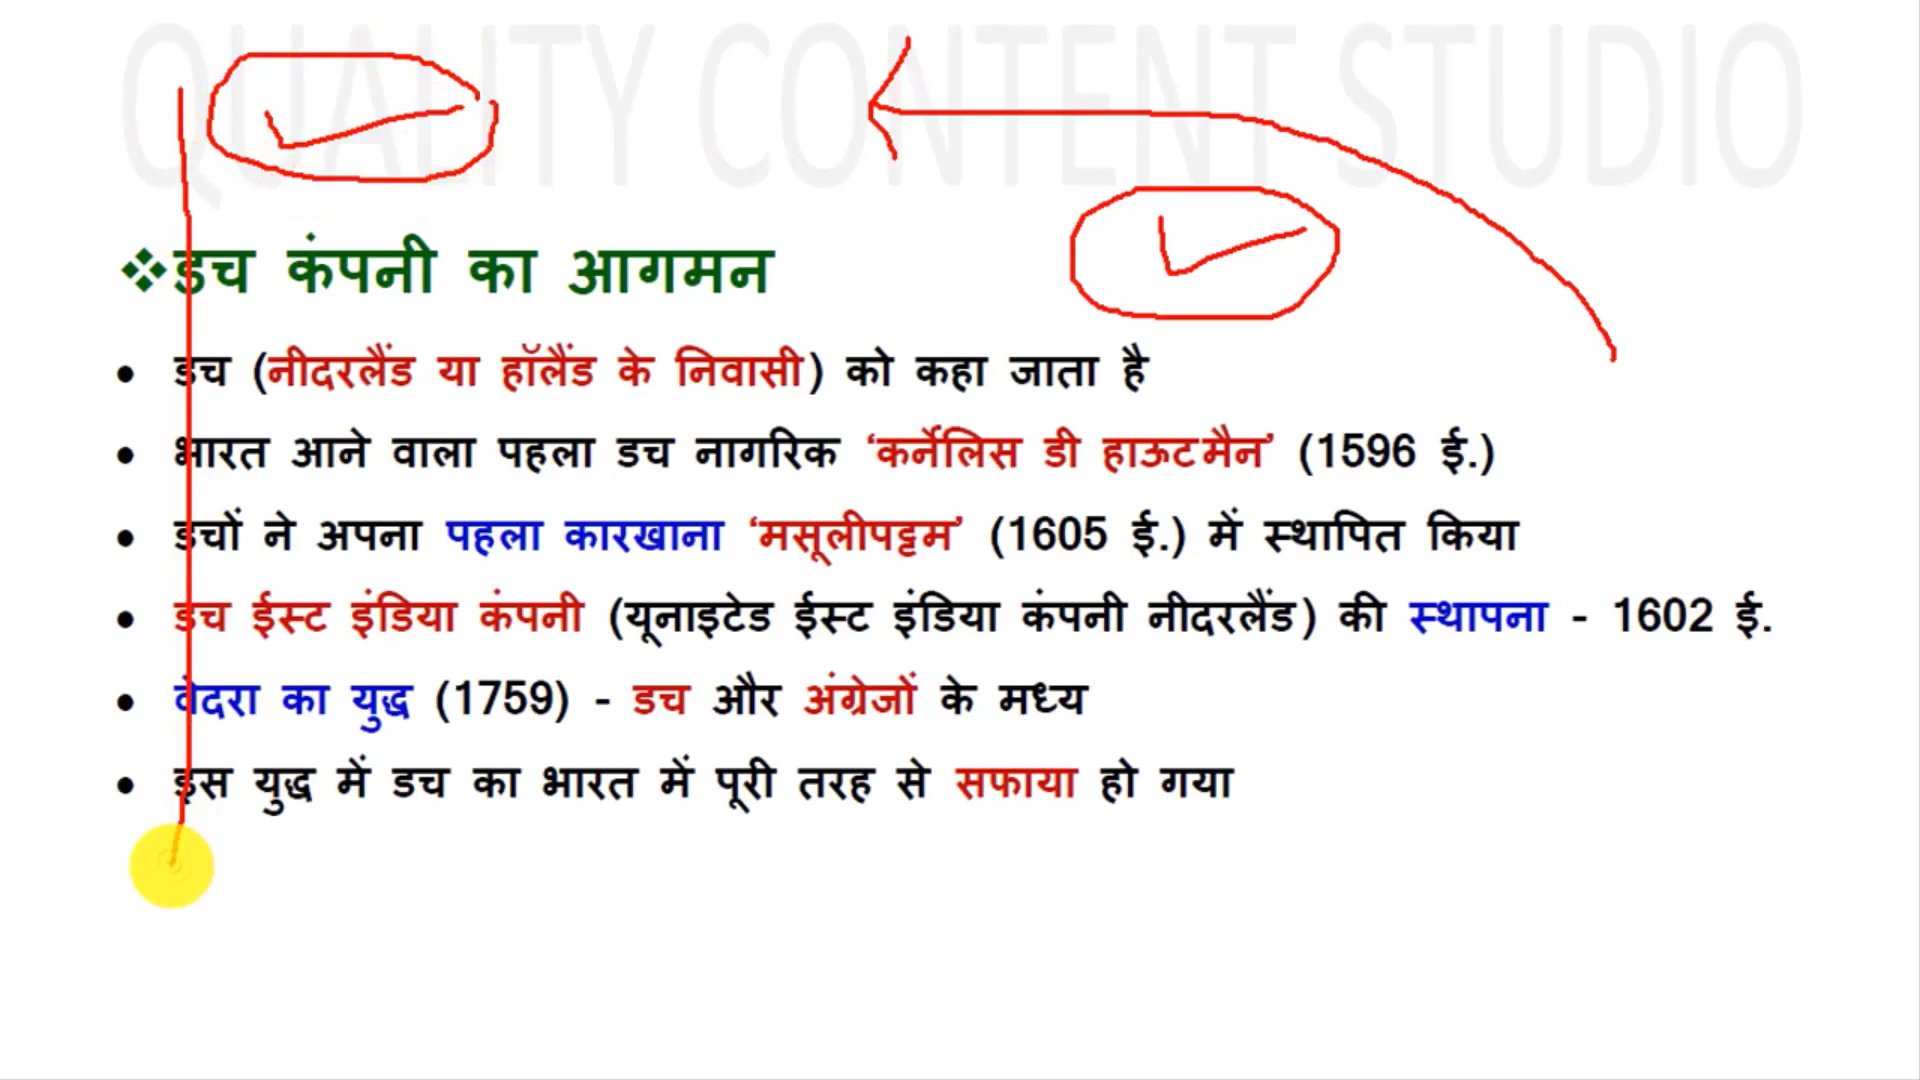 QUALITY CONTENT STUDIO
❖डच कंपनी का आगमन
• डच (नीदरलैंड या हॉलैंड के निवासी) को कहा जाता है
• भारत आने वाला पहला डच नागरिक ‘कर्नेलिस डी हाऊटमैन’ (1596 ई.)
• डचों ने अपना पहला कारखाना ‘मसूलीपट्टम’ (1605 ई.) में स्थापित किया
• डच ईस्ट इंडिया कंपनी (यूनाइटेड ईस्ट इंडिया कंपनी नीदरलैंड) की स्थापना - 1602 ई.
• वेदरा का युद्ध (1759) - डच और अंग्रेजों के मध्य
• इस युद्ध में डच का भारत में पूरी तरह से सफाया हो गया